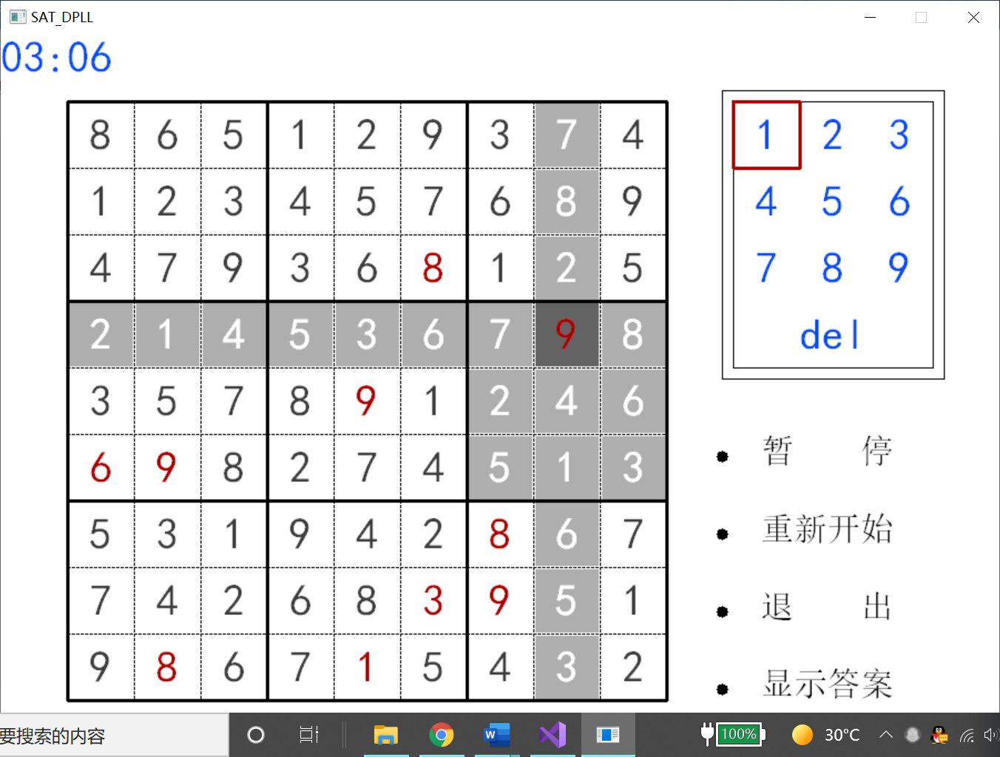 SAT_DPLL
03:06
8 6 5 1 2 9 3 7 4
1 2 3 4 5 7 6 8 9
4 7 9 3 6 8 1 2 5
2 1 4 5 3 6 7 9 8
3 5 7 8 9 1 2 4 6
6 9 8 2 7 4 5 1 3
5 3 1 9 4 2 8 6 7
7 4 2 6 8 3 9 5 1
9 8 6 7 1 5 4 3 2
1 2 3
4 5 6
7 8 9
del
暂 停
重新开始
退 出
显示答案
要搜索的内容
W
100%
30°C